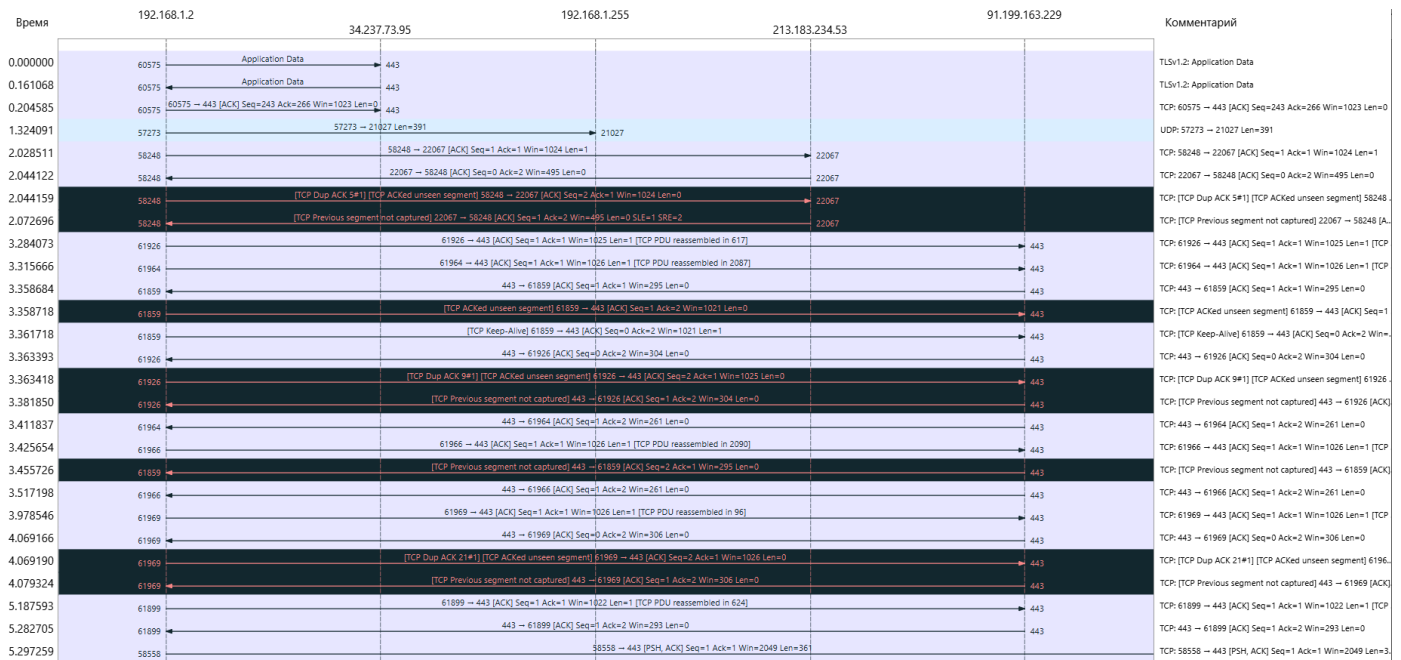 Время 192.168.1.2 34.237.73.95 192.168.1.255 213.183.234.53 91.199.163.229 Комментарий
0.000000 60575 Application Data 443 TLSv1.2: Application Data
0.161068 60575 Application Data 443 TLSv1.2: Application Data
0.204585 60575 60575 → 443 [ACK] Seq=243 Ack=266 Win=1023 Len=0 443 TCP: 60575 → 443 [ACK] Seq=243 Ack=266 Win=1023 Len=0
1.324091 57273 57273 → 21027 Len=391 21027 UDP: 57273 → 21027 Len=391
2.028511 58248 58248 → 22067 [ACK] Seq=1 Ack=1 Win=1024 Len=1 22067 TCP: 58248 → 22067 [ACK] Seq=1 Ack=1 Win=1024 Len=1
2.044122 58248 22067 → 58248 [ACK] Seq=0 Ack=2 Win=495 Len=0 22067 TCP: 22067 → 58248 [ACK] Seq=0 Ack=2 Win=495 Len=0
2.044159 58248 [TCP Dup ACK 5#1] [TCP ACKed unseen segment] 58248 → 22067 [ACK] Seq=2 Ack=1 Win=1024 Len=0 22067 TCP: [TCP Dup ACK 5#1] [TCP ACKed unseen segment] 58248 ...
2.072696 58248 [TCP Previous segment not captured] 22067 → 58248 [ACK] Seq=1 Ack=2 Win=495 Len=0 SLE=1 SRE=2 22067 TCP: [TCP Previous segment not captured] 22067 → 58248 [A...
3.284073 61926 61926 → 443 [ACK] Seq=1 Ack=1 Win=1025 Len=1 [TCP PDU reassembled in 617] 443 TCP: 61926 → 443 [ACK] Seq=1 Ack=1 Win=1025 Len=1 [TCP
3.315666 61964 61964 → 443 [ACK] Seq=1 Ack=1 Win=1026 Len=1 [TCP PDU reassembled in 2087] 443 TCP: 61964 → 443 [ACK] Seq=1 Ack=1 Win=1026 Len=1 [TCP
3.358684 61859 443 → 61859 [ACK] Seq=1 Ack=1 Win=295 Len=0 443 TCP: 443 → 61859 [ACK] Seq=1 Ack=1 Win=295 Len=0
3.358718 61859 [TCP ACKed unseen segment] 61859 → 443 [ACK] Seq=1 Ack=2 Win=1021 Len=0 443 TCP: [TCP ACKed unseen segment] 61859 → 443 [ACK] Seq=1
3.361718 61859 [TCP Keep-Alive] 61859 → 443 [ACK] Seq=0 Ack=2 Win=1021 Len=1 443 TCP: [TCP Keep-Alive] 61859 → 443 [ACK] Seq=0 Ack=2 Win=...
3.363393 61926 443 → 61926 [ACK] Seq=0 Ack=2 Win=304 Len=0 443 TCP: 443 → 61926 [ACK] Seq=0 Ack=2 Win=304 Len=0
3.363418 61926 [TCP Dup ACK 9#1] [TCP ACKed unseen segment] 61926 → 443 [ACK] Seq=2 Ack=1 Win=1025 Len=0 443 TCP: [TCP Dup ACK 9#1] [TCP ACKed unseen segment] 61926 ...
3.381850 61926 [TCP Previous segment not captured] 443 → 61926 [ACK] Seq=1 Ack=2 Win=304 Len=0 443 TCP: [TCP Previous segment not captured] 443 → 61926 [ACK]
3.411837 61964 443 → 61964 [ACK] Seq=1 Ack=2 Win=261 Len=0 443 TCP: 443 → 61964 [ACK] Seq=1 Ack=2 Win=261 Len=0
3.425654 61966 61966 → 443 [ACK] Seq=1 Ack=1 Win=1026 Len=1 [TCP PDU reassembled in 2090] 443 TCP: 61966 → 443 [ACK] Seq=1 Ack=1 Win=1026 Len=1 [TCP
3.455726 61859 [TCP Previous segment not captured] 443 → 61859 [ACK] Seq=2 Ack=1 Win=295 Len=0 443 TCP: [TCP Previous segment not captured] 443 → 61859 [ACK]
3.517198 61966 443 → 61966 [ACK] Seq=1 Ack=2 Win=261 Len=0 443 TCP: 443 → 61966 [ACK] Seq=1 Ack=2 Win=261 Len=0
3.978546 61969 61969 → 443 [ACK] Seq=1 Ack=1 Win=1026 Len=1 [TCP PDU reassembled in 96] 443 TCP: 61969 → 443 [ACK] Seq=1 Ack=1 Win=1026 Len=1 [TCP
4.069166 61969 443 → 61969 [ACK] Seq=0 Ack=2 Win=306 Len=0 443 TCP: 443 → 61969 [ACK] Seq=0 Ack=2 Win=306 Len=0
4.069190 61969 [TCP Dup ACK 21#1] [TCP ACKed unseen segment] 61969 → 443 [ACK] Seq=2 Ack=1 Win=1026 Len=0 443 TCP: [TCP Dup ACK 21#1] [TCP ACKed unseen segment] 6196...
4.079324 61969 [TCP Previous segment not captured] 443 → 61969 [ACK] Seq=1 Ack=2 Win=306 Len=0 443 TCP: [TCP Previous segment not captured] 443 → 61969 [ACK]
5.187593 61899 61899 → 443 [ACK] Seq=1 Ack=1 Win=1022 Len=1 [TCP PDU reassembled in 624] 443 TCP: 61899 → 443 [ACK] Seq=1 Ack=1 Win=1022 Len=1 [TCP
5.282705 61899 443 → 61899 [ACK] Seq=1 Ack=2 Win=293 Len=0 443 TCP: 443 → 61899 [ACK] Seq=1 Ack=2 Win=293 Len=0
5.297259 58558 58558 → 443 [PSH, ACK] Seq=1 Ack=1 Win=2049 Len=361 TCP: 58558 → 443 [PSH, ACK] Seq=1 Ack=1 Win=2049 Len=3...